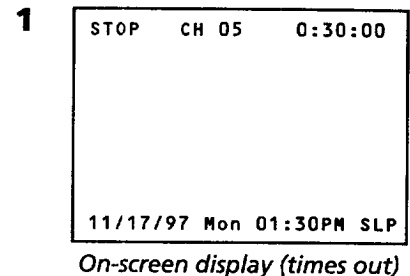 1
STOP CH 05 0:30:00
11/17/97 Mon 01:30PM SLP
On-screen display (times out)